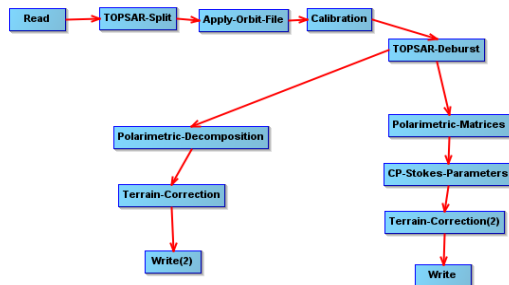 Read
TOPSAR-Split
Apply-Orbit-File
Calibration
TOPSAR-Deburst
Polarimetric-Decomposition
Polarimetric-Matrices
CP-Stokes-Parameters
Terrain-Correction
Terrain-Correction(2)
Write(2)
Write